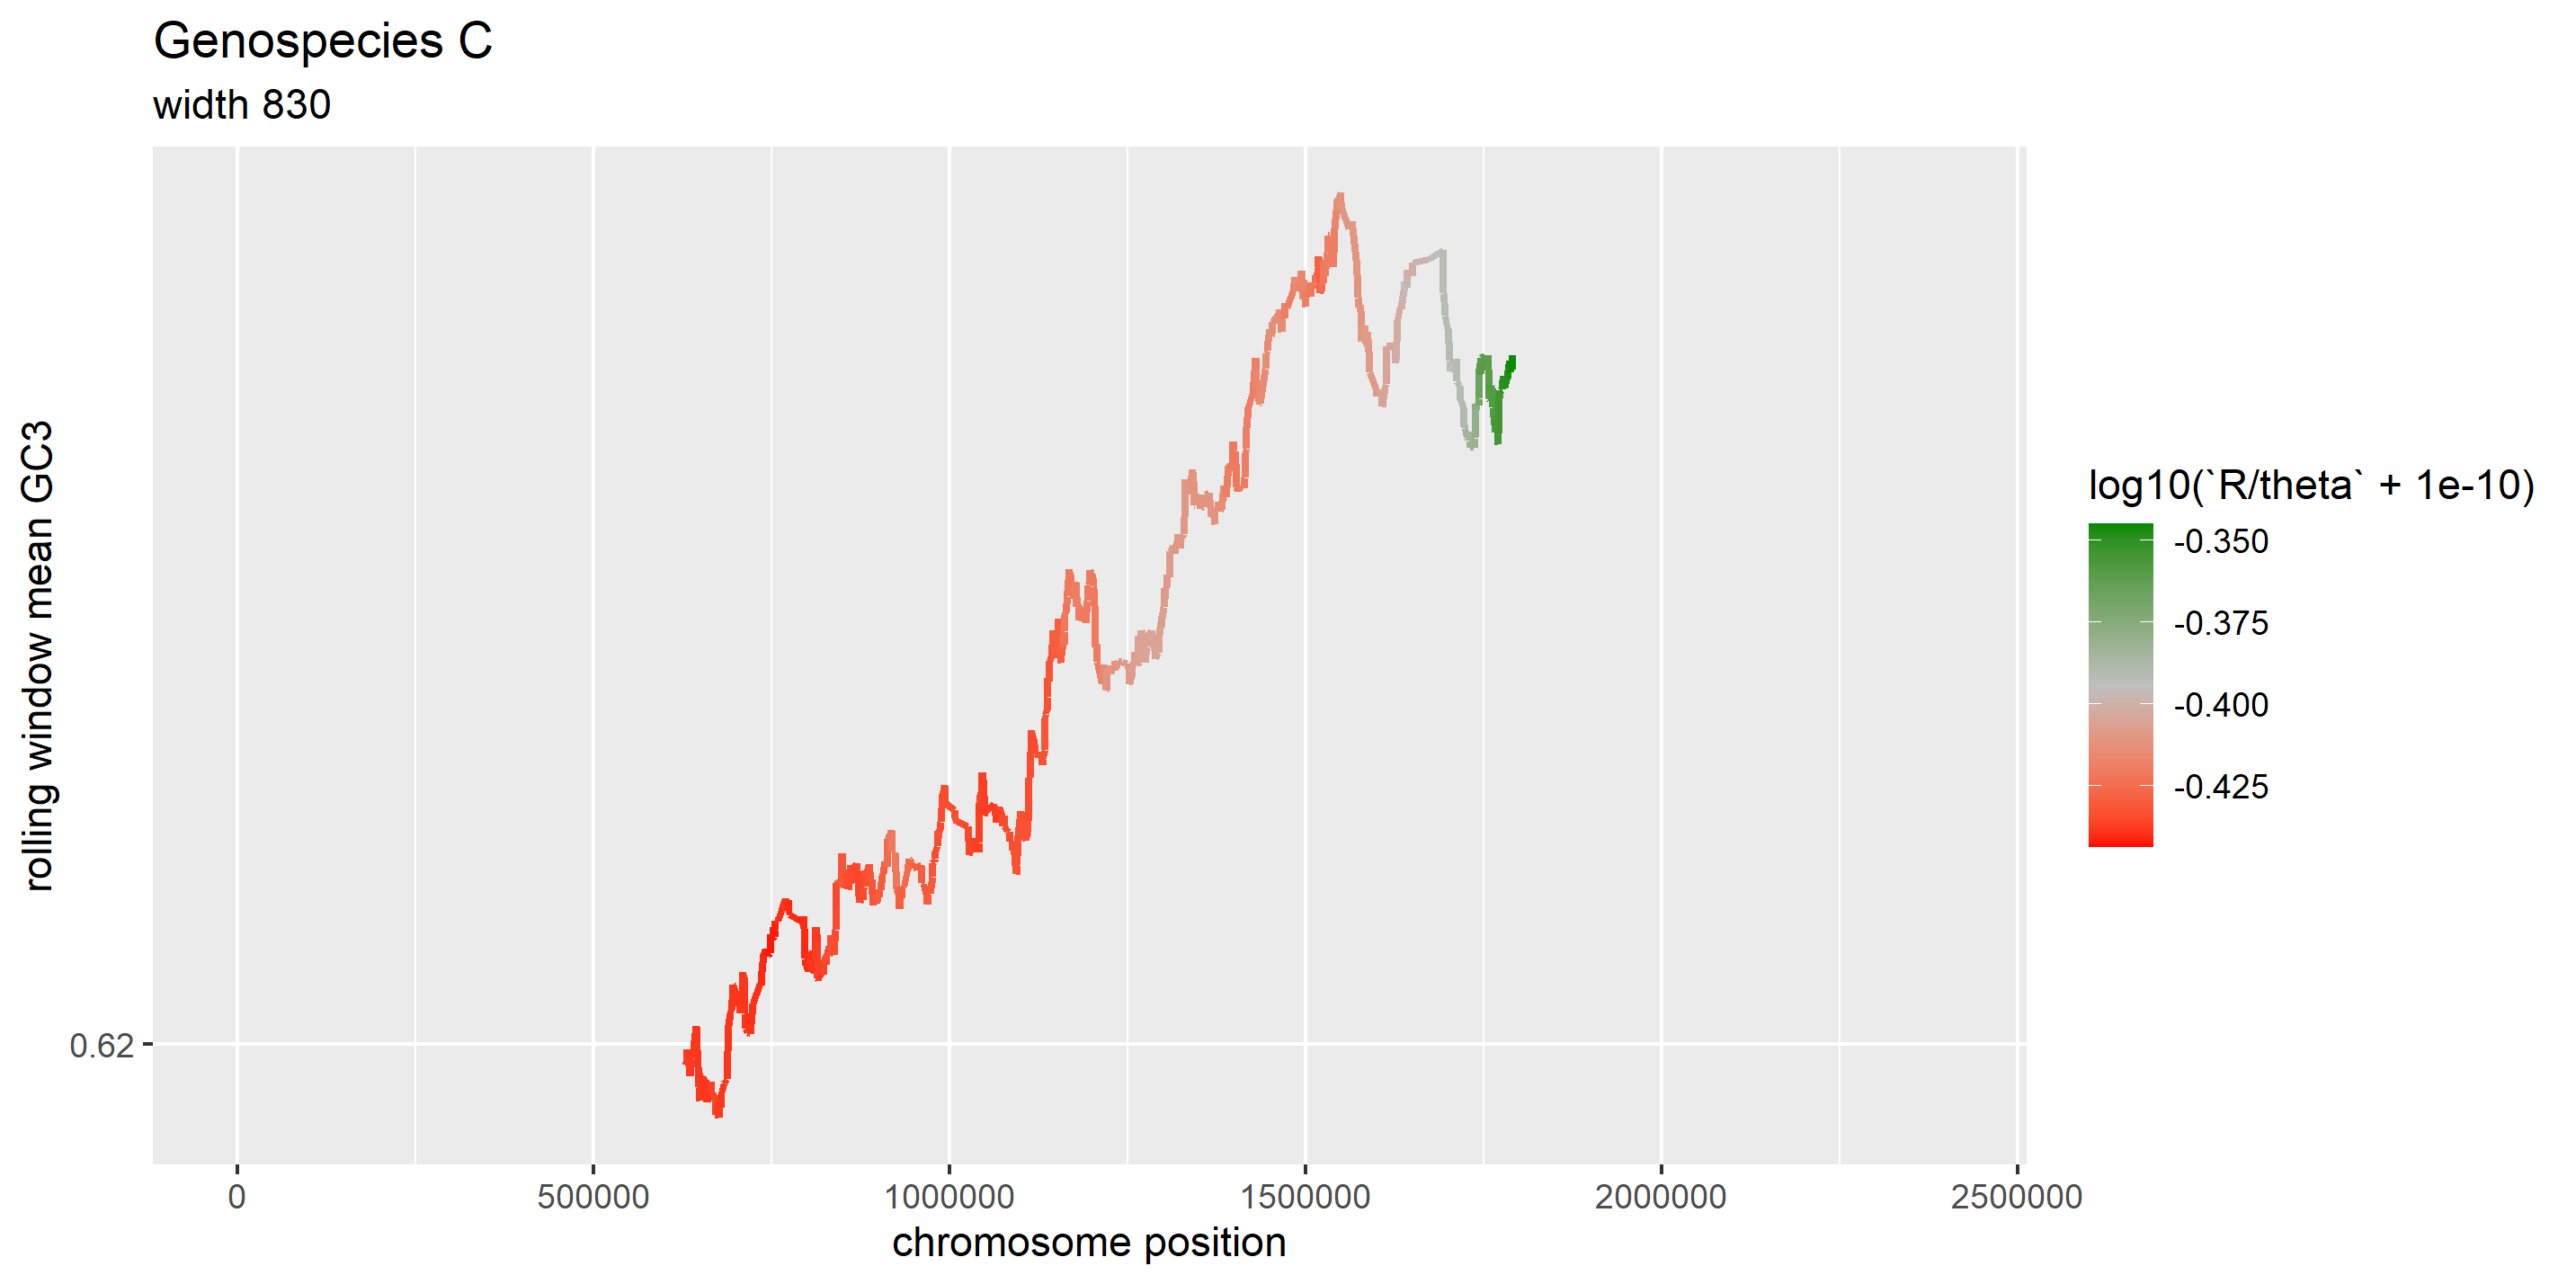 Genospecies C
width 830
rolling window mean GC3
0.62
0
500000
1000000
1500000
2000000
2500000
chromosome position
log10(`R/theta` + 1e-10)
-0.350
-0.375
-0.400
-0.425